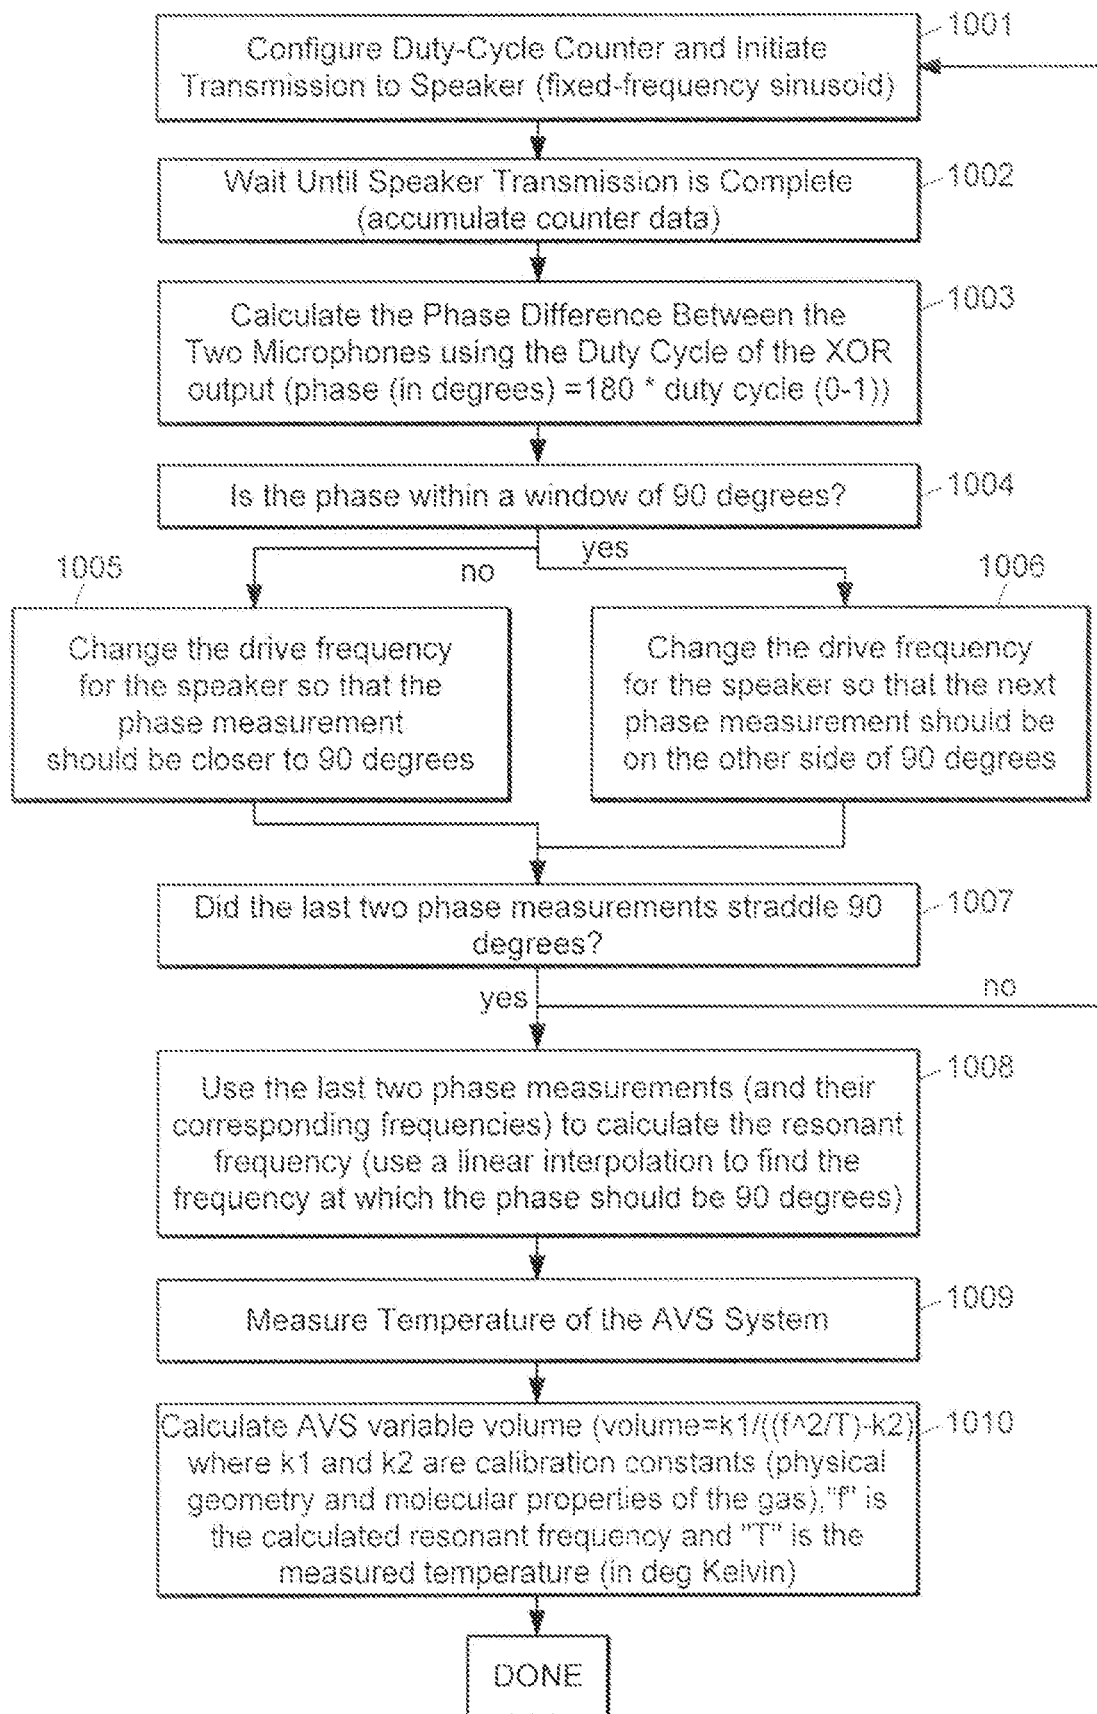 1001
Configure Duty-Cycle Counter and Initiate
Transmission to Speaker (fixed-frequency sinusoid)
1002
Wait Until Speaker Transmission is Complete
(accumulate counter data)
1003
Calculate the Phase Difference Between the
Two Microphones using the Duty Cycle of the XOR
output (phase (in degrees) =180 * duty cycle (0-1))
1004
Is the phase within a window of 90 degrees?
yes
no
1005
Change the drive frequency
for the speaker so that the
phase measurement
should be closer to 90 degrees
1006
Change the drive frequency
for the speaker so that the next
phase measurement should be
on the other side of 90 degrees
1007
Did the last two phase measurements straddle 90
degrees?
yes
no
1008
Use the last two phase measurements (and their
corresponding frequencies) to calculate the resonant
frequency (use a linear interpolation to find the
frequency at which the phase should be 90 degrees)
1009
Measure Temperature of the AVS System
1010
Calculate AVS variable volume (volume=k1/((f^2/T)-k2)
where k1 and k2 are calibration constants (physical
geometry and molecular properties of the gas),"f" is
the calculated resonant frequency and "T" is the
measured temperature (in deg Kelvin)
DONE